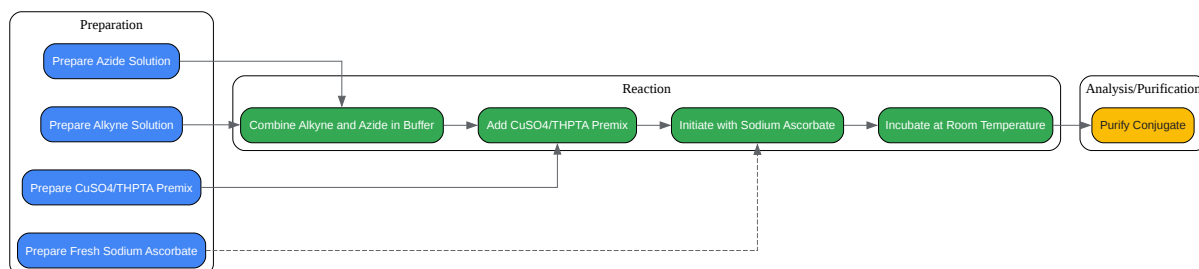 Preparation
Prepare Azide Solution
Prepare Alkyne Solution
Prepare CuSO4/THPTA Premix
Prepare Fresh Sodium Ascorbate
Reaction
Combine Alkyne and Azide in Buffer
Add CuSO4/THPTA Premix
Initiate with Sodium Ascorbate
Incubate at Room Temperature
Analysis/Purification
Purify Conjugate